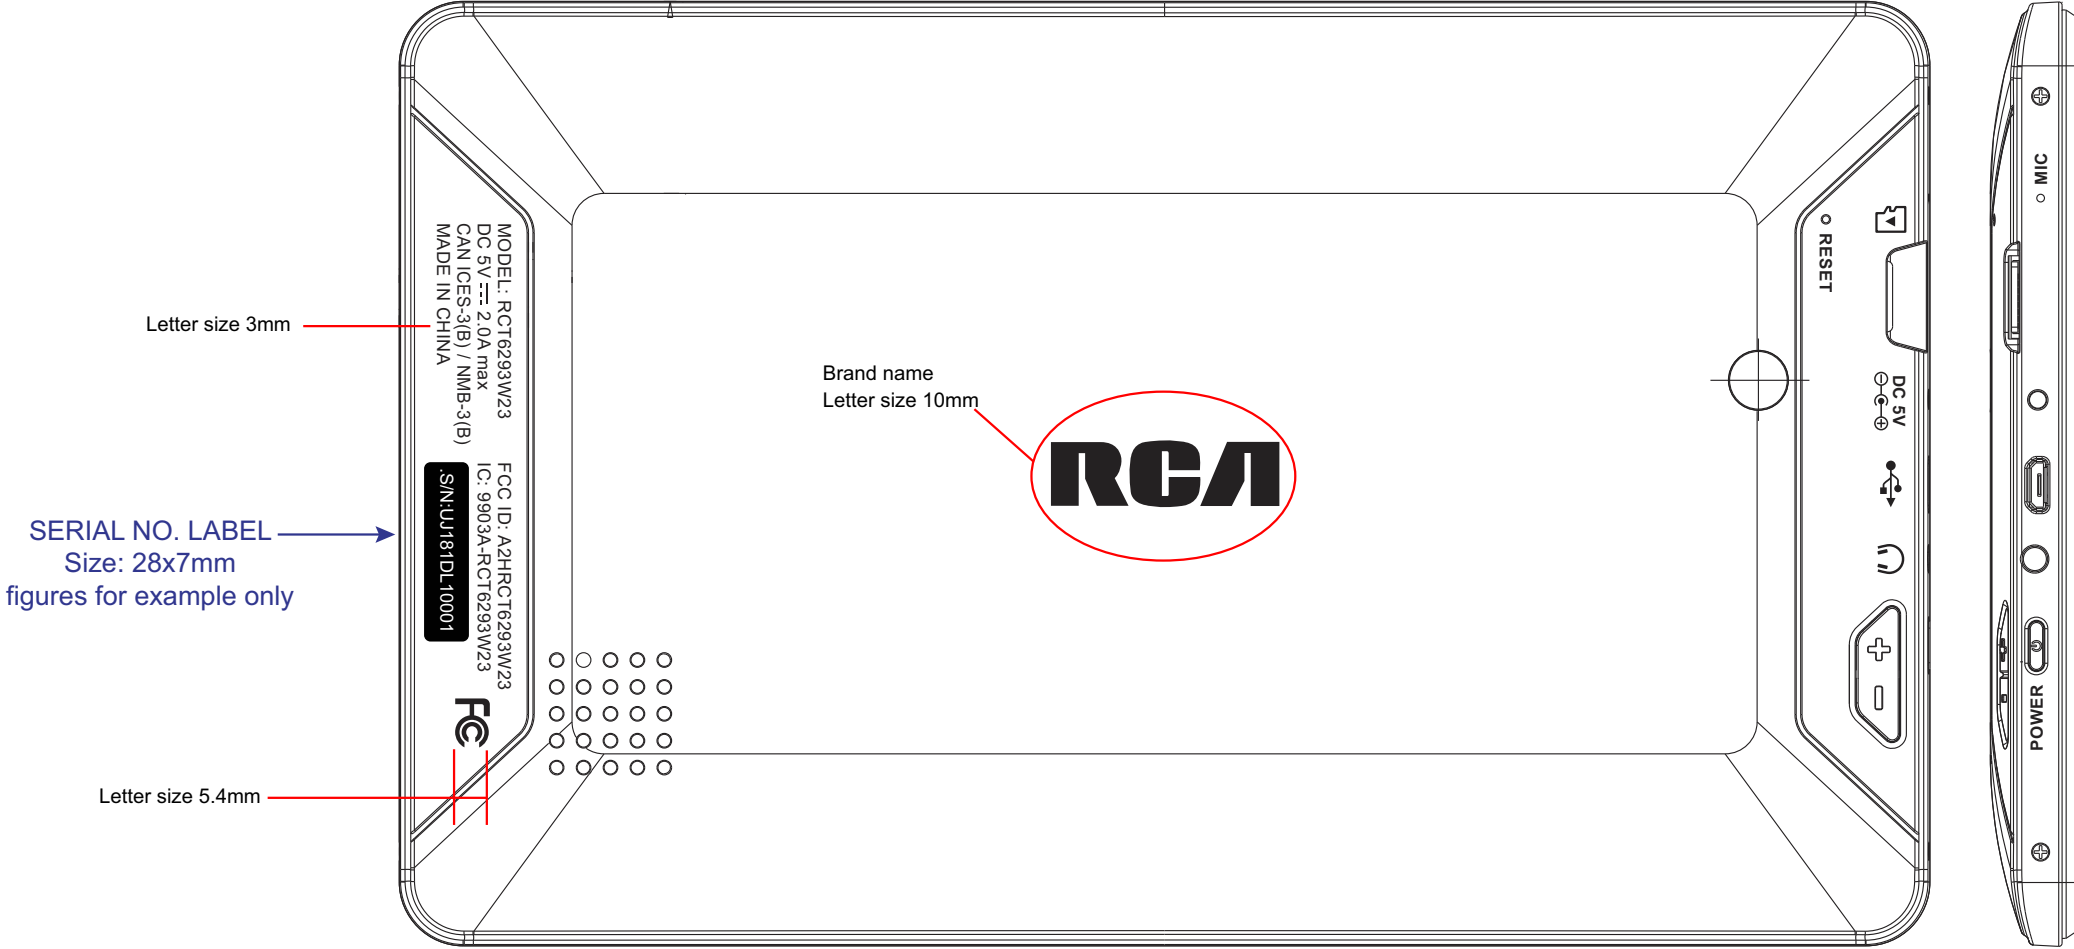 Letter size 3mm
SERIAL NO. LABEL
Size: 28x7mm
figures for example only
Letter size 5.4mm
MODEL: RCT6293W23
DC 5V 2.0A max
CAN ICES-3(B) / NMB-3(B)
MADE IN CHINA
FCC ID: A2HRCT6293W23
IC: 9903A-RCT6293W23
.S/N:UJ181DL10001
FC
Brand name
Letter size 10mm
RCA
RESET
DC 5V
MIC
POWER